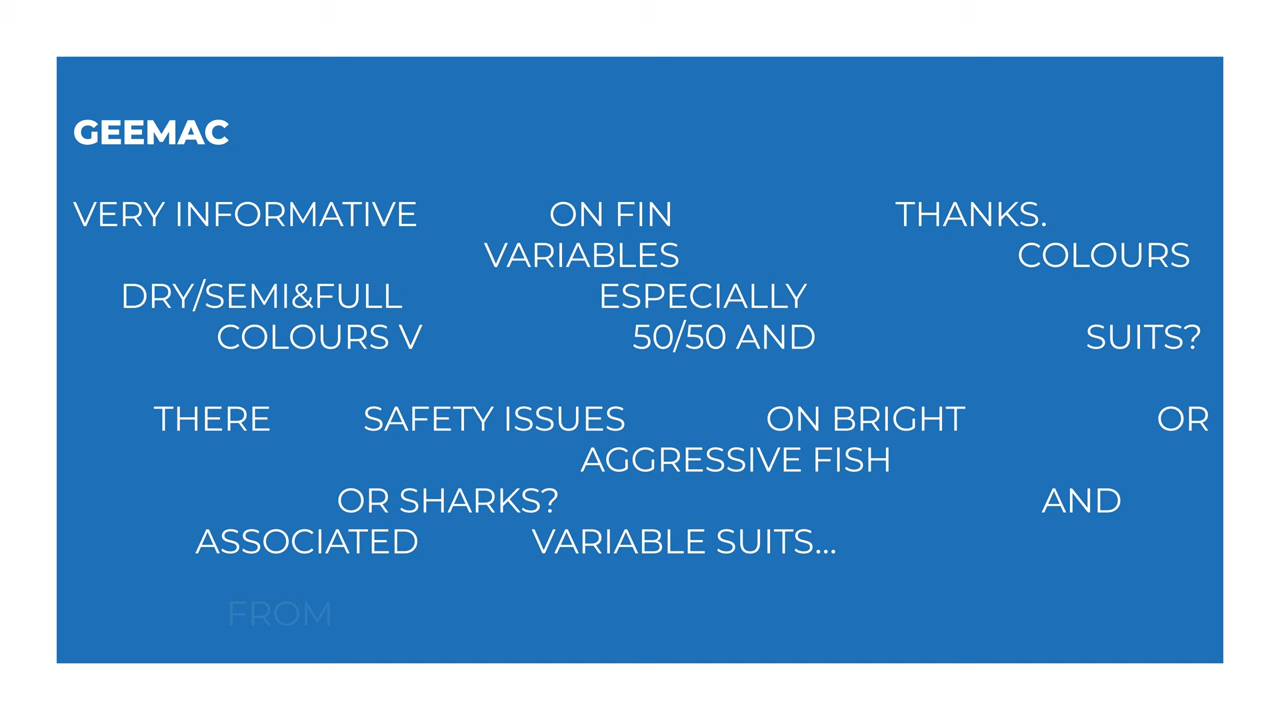 GEEMAC
VERY INFORMATIVE ON FIN THANKS.
VARIABLES COLOURS
DRY/SEMI&FULL ESPECIALLY
COLOURS V 50/50 AND SUITS?
THERE SAFETY ISSUES ON BRIGHT OR
AGGRESSIVE FISH
OR SHARKS? AND
ASSOCIATED VARIABLE SUITS...
FROM